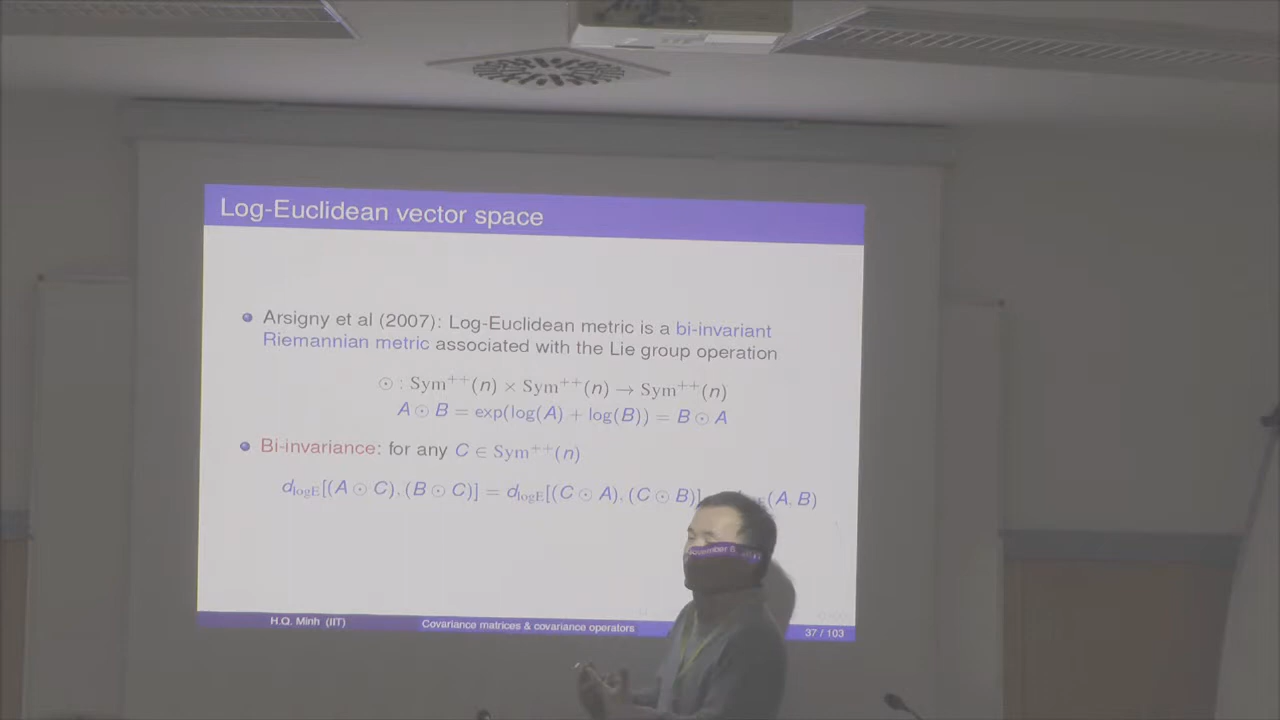 Log-Euclidean vector space
Arsigny et al (2007): Log-Euclidean metric is a bi-invariant
Riemannian metric associated with the Lie group operation
⊙ : Sym⁺⁺(n) × Sym⁺⁺(n) → Sym⁺⁺(n)
A ⊙ B = exp(log(A) + log(B)) = B ⊙ A
Bi-invariance: for any C ∈ Sym⁺⁺(n)
d_logE[(A ⊙ C), (B ⊙ C)] = d_logE[(C ⊙ A), (C ⊙ B)] (A, B)
H.Q. Minh (IIT) Covariance matrices & covariance operators 37 / 103